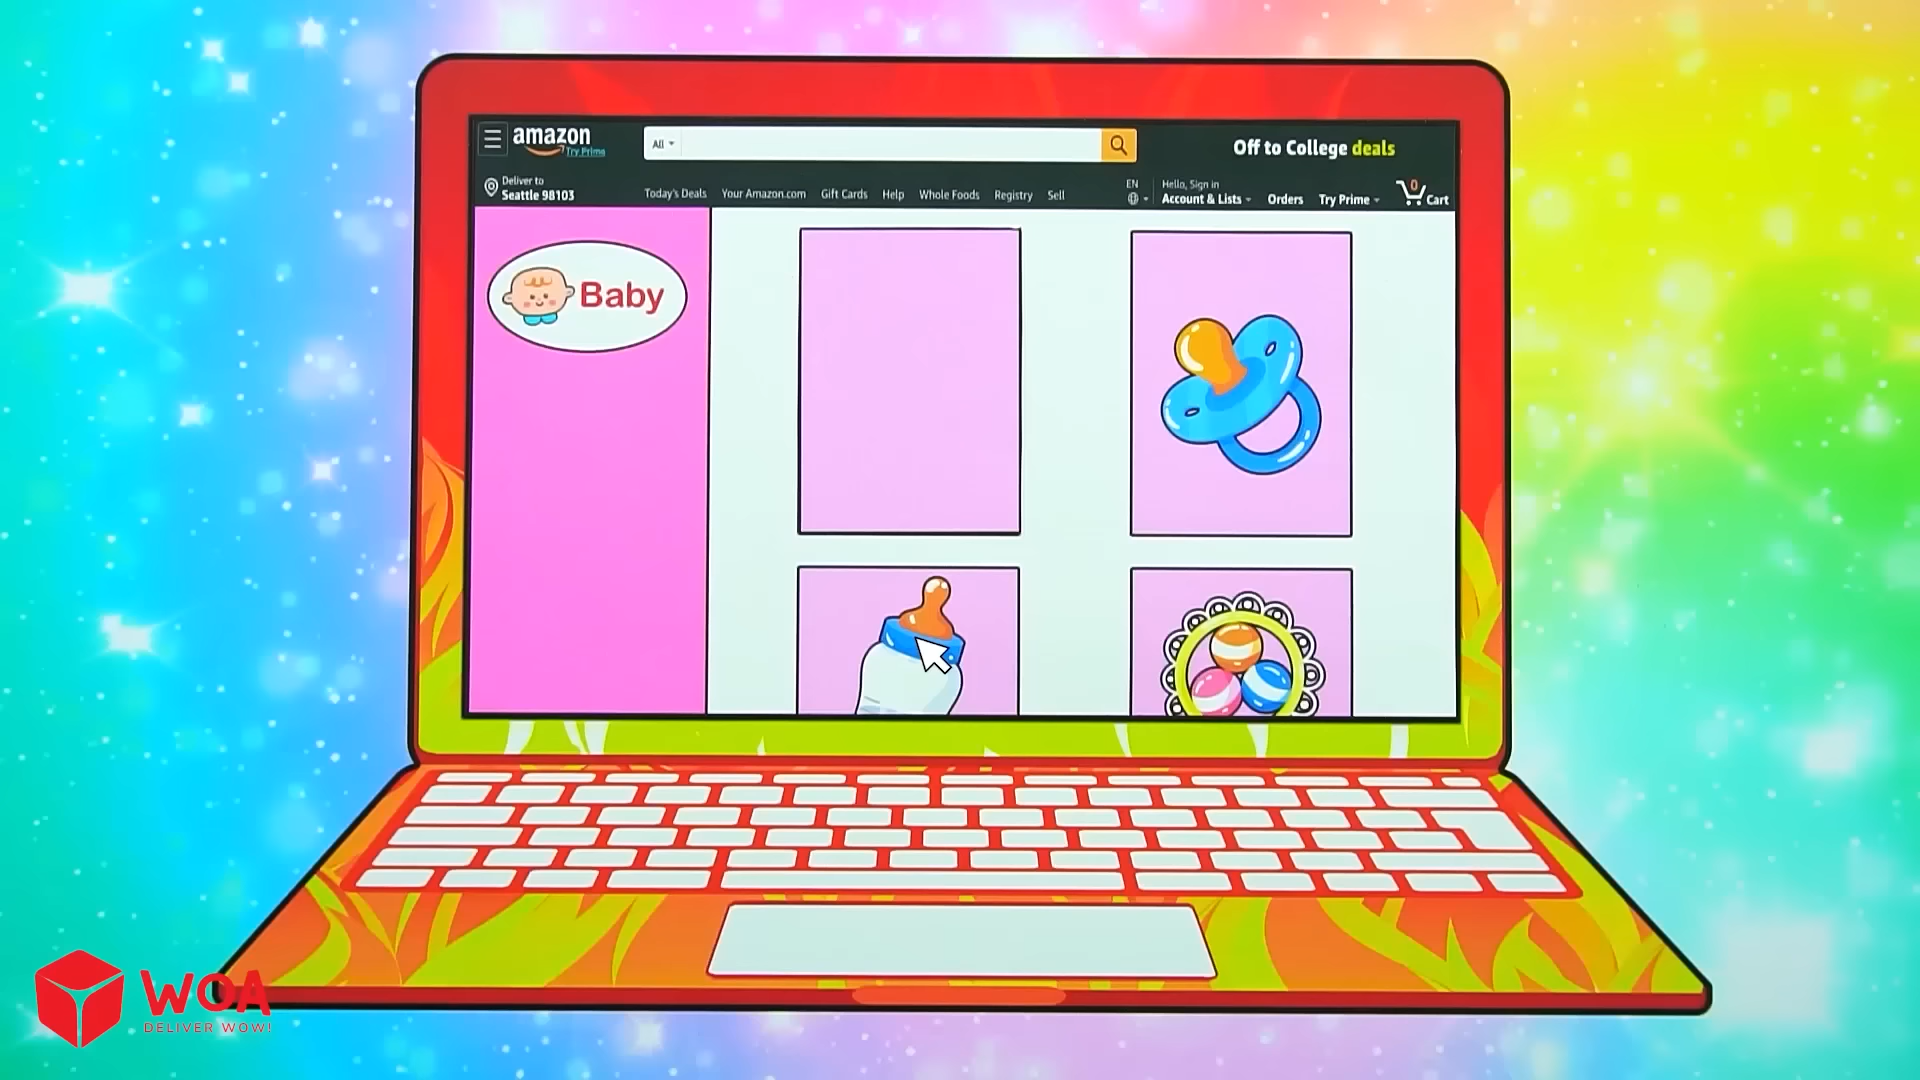 amazon
Try Prime
All
Off to College deals
Deliver to
Seattle 98103
Today's Deals Your Amazon.com Gift Cards Help Whole Foods Registry Sell
EN
Hello, Sign in
Account & Lists Orders Try Prime
0
Cart
Baby
WOA
DELIVER WOW!